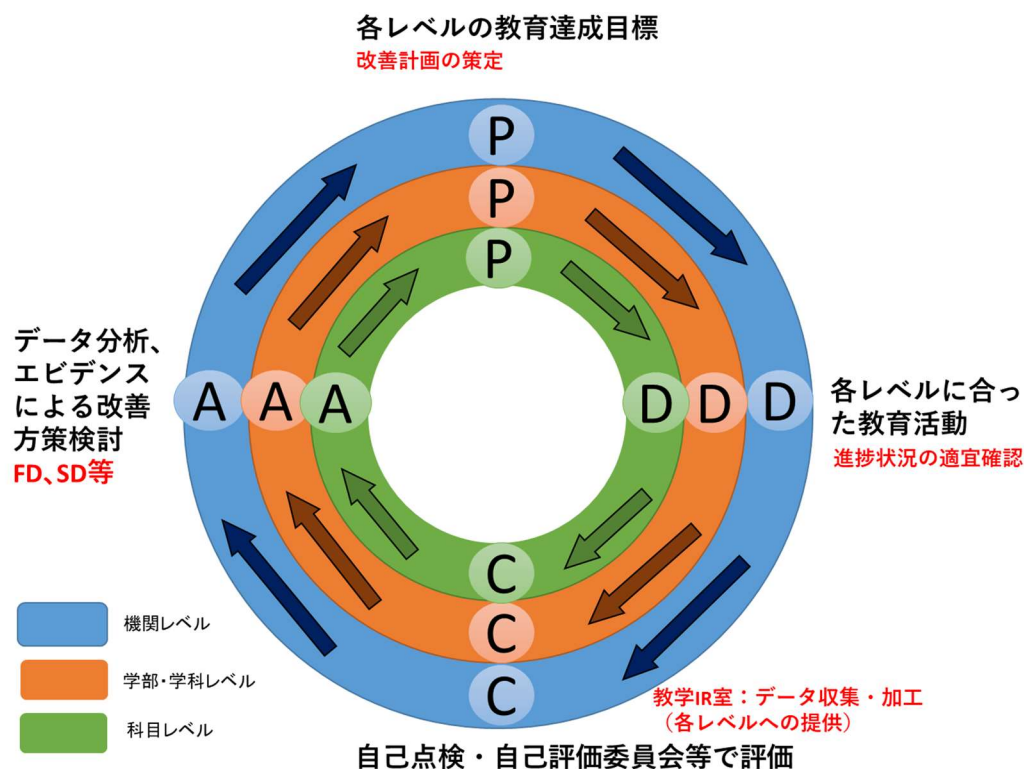 各レベルの教育達成目標
改善計画の策定
P
P
P
データ分析、
エビデンス
による改善
方策検討
FD、SD等
A A A
D D D
各レベルに合っ
た教育活動
進捗状況の適宜確認
C
C
C
機関レベル
学部・学科レベル
科目レベル
教学IR室：データ収集・加工
（各レベルへの提供）
自己点検・自己評価委員会等で評価